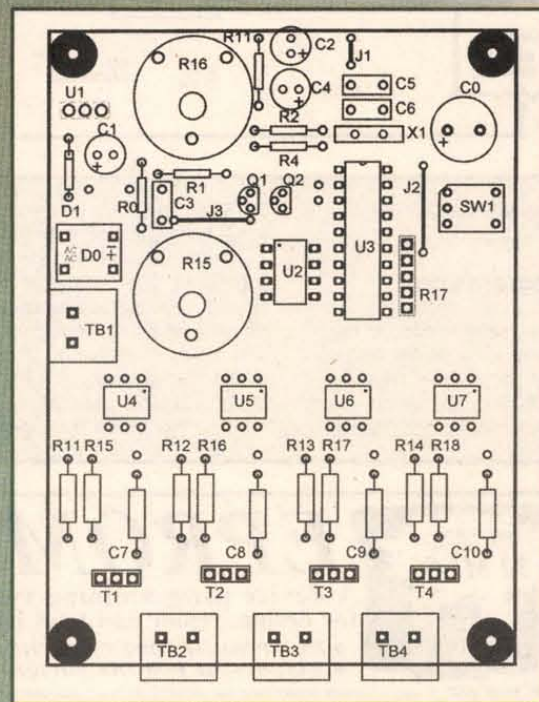 R11
C2
J1
R16
C5
C4
C0
U1
C6
+
+
R2
X1
+
C1
R4
+
Q1
Q2
R1
J2
C3
SW1
D1
R0
J3
U3
AC
AC
D0
+
U2
R15
R17
TB1
U4
U5
U6
U7
R11
R15
R12
R16
R13
R17
R14
R18
C7
C8
C9
C10
T1
T2
T3
T4
TB2
TB3
TB4